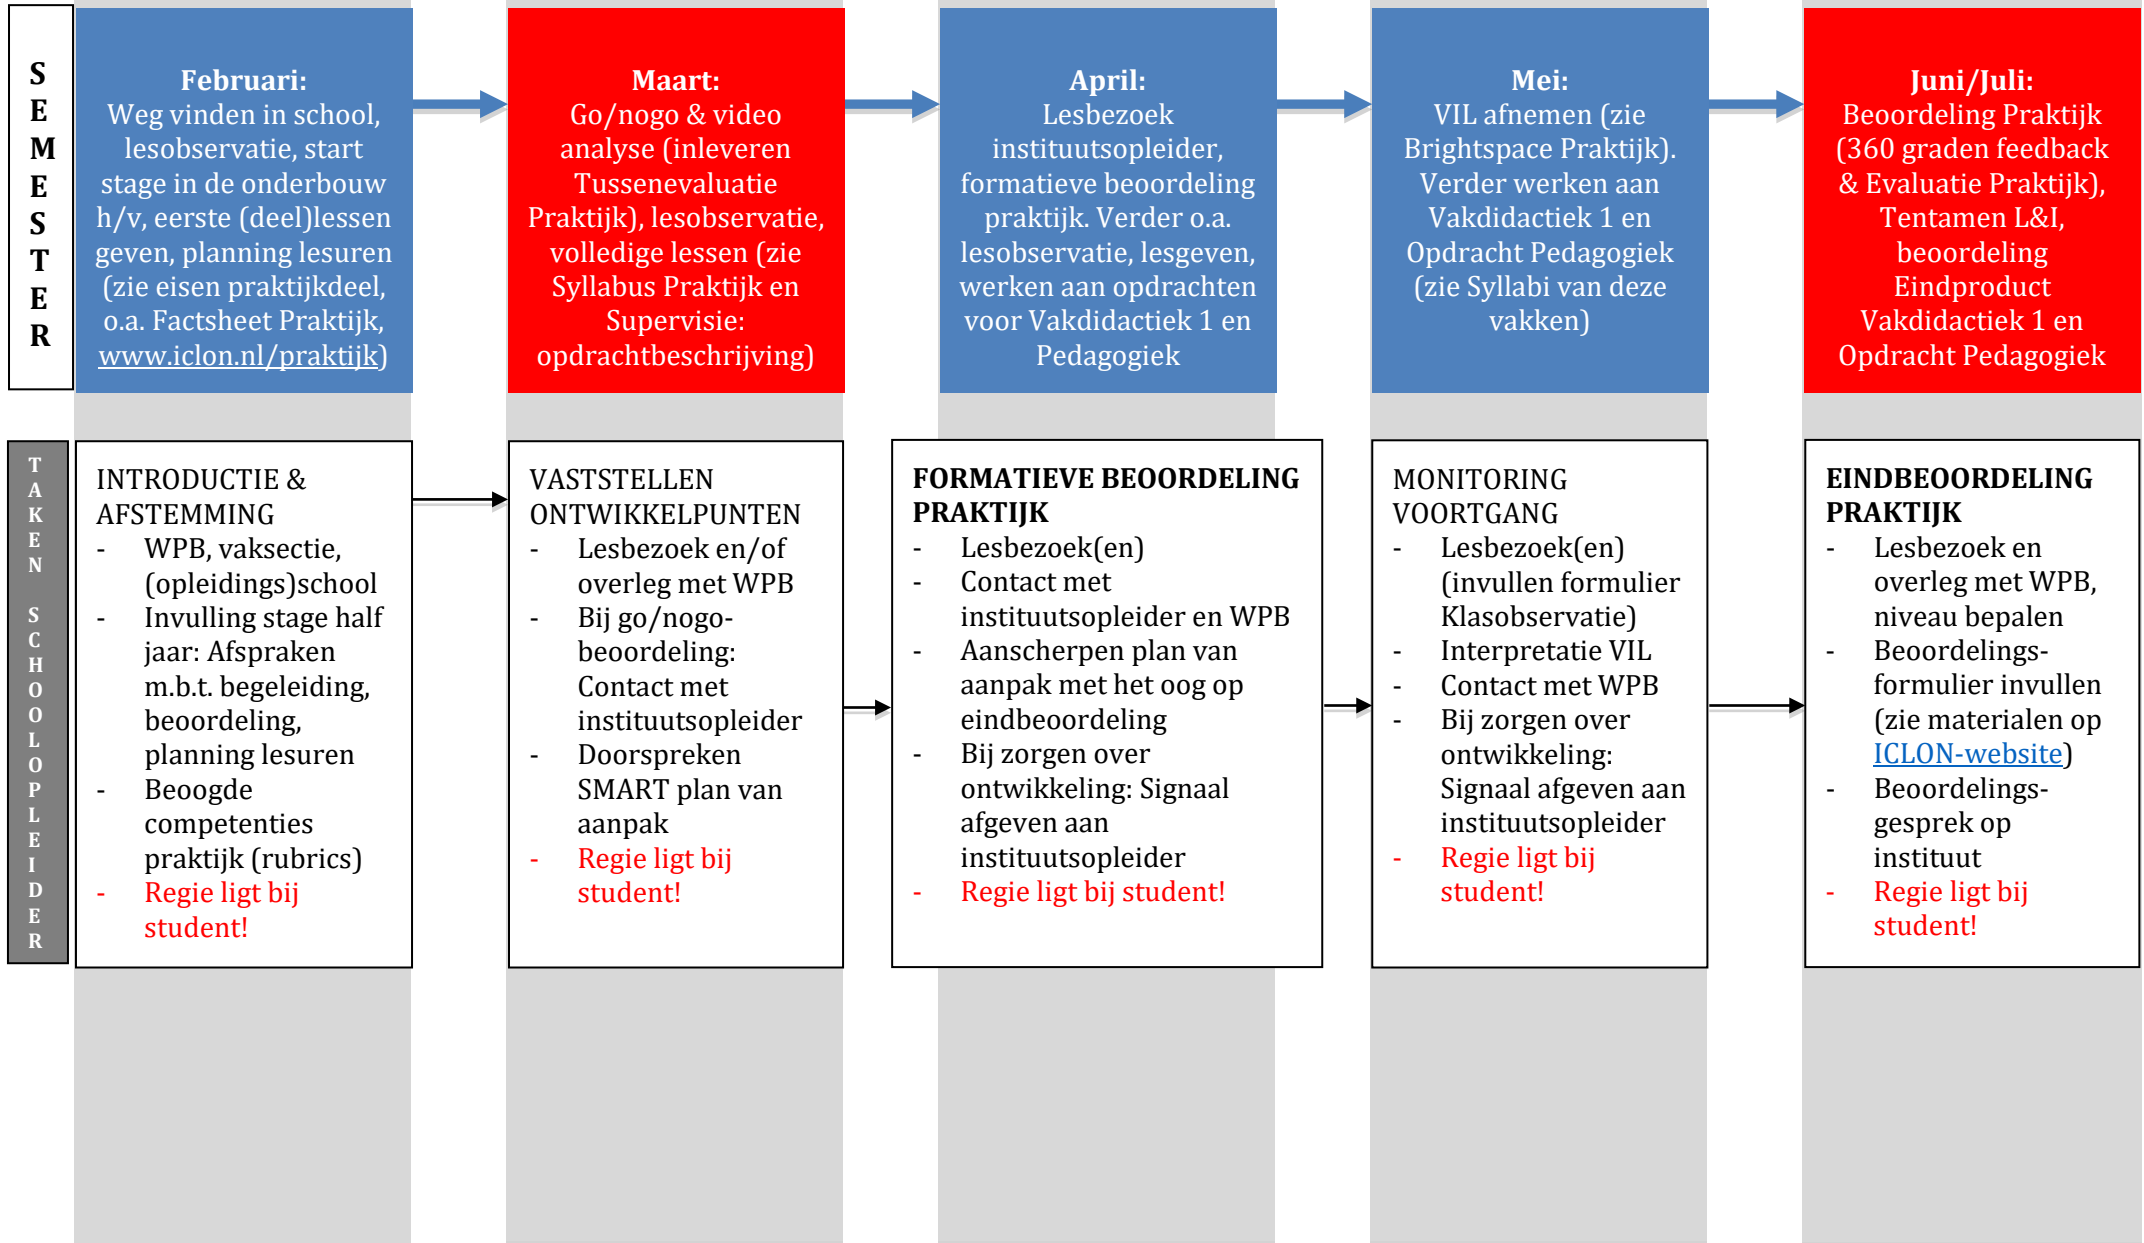 S
E
M
E
S
T
E
R
Februari:
Weg vinden in school,
lesobservatie, start
stage in de onderbouw
h/v, eerste (deel)lessen
geven, planning lesuren
(zie eisen praktijkdeel,
o.a. Factsheet Praktijk,
www.iclon.nl/praktijk)
Maart:
Go/nogo & video
analyse (inleveren
Tussenevaluatie
Praktijk), lesobservatie,
volledige lessen (zie
Syllabus Praktijk en
Supervisie:
opdrachtbeschrijving)
April:
Lesbezoek
instituutsopleider,
formatieve beoordeling
praktijk. Verder o.a.
lesobservatie, lesgeven,
werken aan opdrachten
voor Vakdidactiek 1 en
Pedagogiek
Mei:
VIL afnemen (zie
Brightspace Praktijk).
Verder werken aan
Vakdidactiek 1 en
Opdracht Pedagogiek
(zie Syllabi van deze
vakken)
Juni/Juli:
Beoordeling Praktijk
(360 graden feedback
& Evaluatie Praktijk),
Tentamen L&I,
beoordeling
Eindproduct
Vakdidactiek 1 en
Opdracht Pedagogiek
T
A
K
E
N
S
C
H
O
O
L
O
P
L
E
I
D
E
R
INTRODUCTIE &
AFSTEMMING
- WPB, vaksectie,
(opleidings)school
- Invulling stage half
jaar: Afspraken
m.b.t. begeleiding,
beoordeling,
planning lesuren
- Beoogde
competenties
praktijk (rubrics)
- Regie ligt bij
student!
VASTSTELLEN
ONTWIKKELPUNTEN
- Lesbezoek en/of
overleg met WPB
- Bij go/nogo-
beoordeling:
Contact met
instituutsopleider
- Doorspreken
SMART plan van
aanpak
- Regie ligt bij
student!
FORMATIEVE BEOORDELING
PRAKTIJK
- Lesbezoek(en)
- Contact met
instituutsopleider en WPB
- Aanscherpen plan van
aanpak met het oog op
eindbeoordeling
- Bij zorgen over
ontwikkeling: Signaal
afgeven aan
instituutsopleider
- Regie ligt bij student!
MONITORING
VOORTGANG
- Lesbezoek(en)
(invullen formulier
Klasobservatie)
- Interpretatie VIL
- Contact met WPB
- Bij zorgen over
ontwikkeling:
Signaal afgeven aan
instituutsopleider
- Regie ligt bij
student!
EINDBEOORDELING
PRAKTIJK
- Lesbezoek en
overleg met WPB,
niveau bepalen
- Beoordelings-
formulier invullen
(zie materialen op
ICLON-website)
- Beoordelings-
gesprek op
instituut
- Regie ligt bij
student!